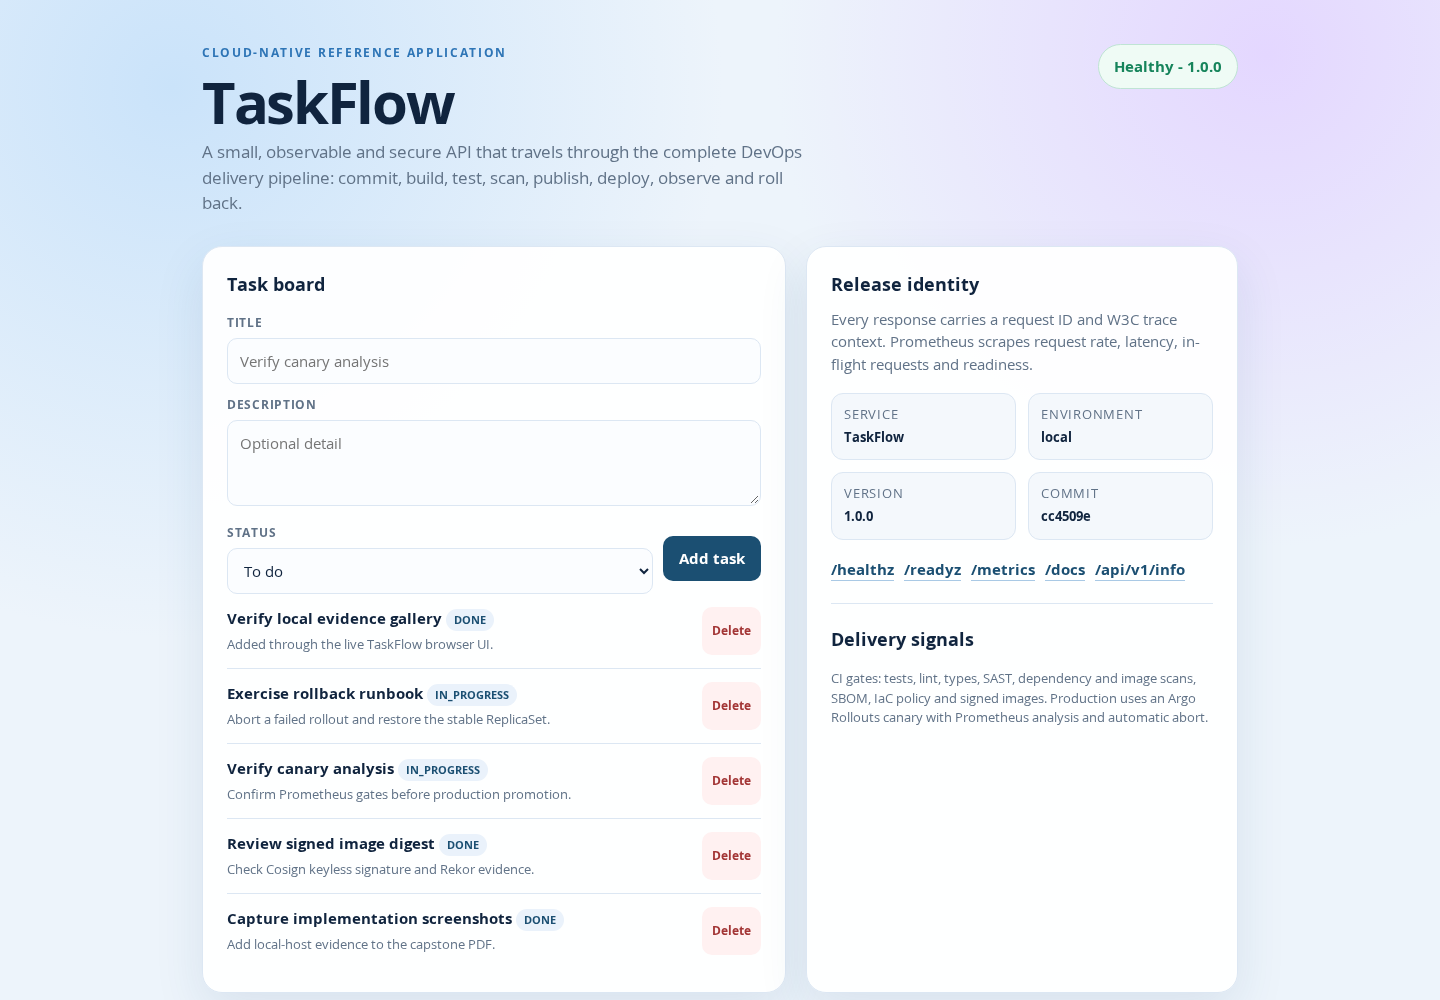 CLOUD-NATIVE REFERENCE APPLICATION
TaskFlow
A small, observable and secure API that travels through the complete DevOps
delivery pipeline: commit, build, test, scan, publish, deploy, observe and roll
back.
Healthy - 1.0.0
Task board
TITLE
Verify canary analysis
DESCRIPTION
Optional detail
STATUS
To do
Add task
Verify local evidence gallery DONE
Added through the live TaskFlow browser UI.
Delete
Exercise rollback runbook IN_PROGRESS
Abort a failed rollout and restore the stable ReplicaSet.
Delete
Verify canary analysis IN_PROGRESS
Confirm Prometheus gates before production promotion.
Delete
Review signed image digest DONE
Check Cosign keyless signature and Rekor evidence.
Delete
Capture implementation screenshots DONE
Add local-host evidence to the capstone PDF.
Delete
Release identity
Every response carries a request ID and W3C trace
context. Prometheus scrapes request rate, latency, in-
flight requests and readiness.
SERVICE
TaskFlow
ENVIRONMENT
local
VERSION
1.0.0
COMMIT
cc4509e
/healthz /readyz /metrics /docs /api/v1/info
Delivery signals
CI gates: tests, lint, types, SAST, dependency and image scans,
SBOM, IaC policy and signed images. Production uses an Argo
Rollouts canary with Prometheus analysis and automatic abort.